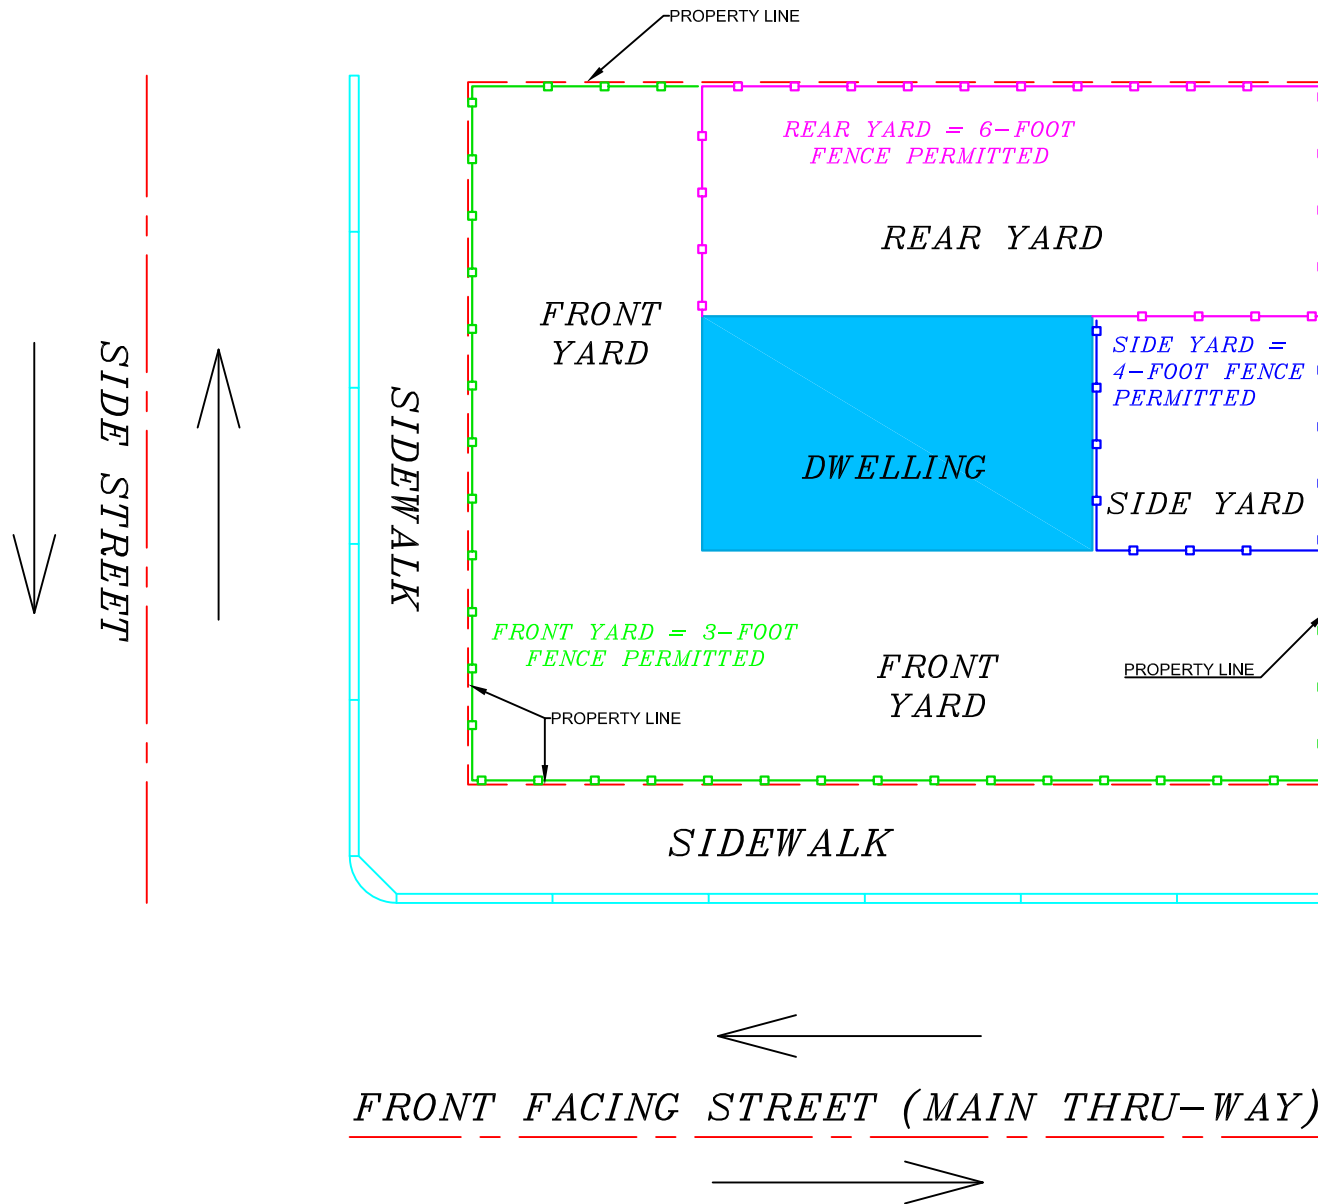 PROPERTY LINE
REAR YARD = 6-FOOT
FENCE PERMITTED
REAR YARD
FRONT
YARD
SIDE YARD =
4-FOOT FENCE
PERMITTED
SIDE STREET
SIDEWALK
DWELLING
SIDE YARD
FRONT YARD = 3-FOOT
FENCE PERMITTED
FRONT
YARD
PROPERTY LINE
PROPERTY LINE
SIDEWALK
FRONT FACING STREET (MAIN THRU-WAY)